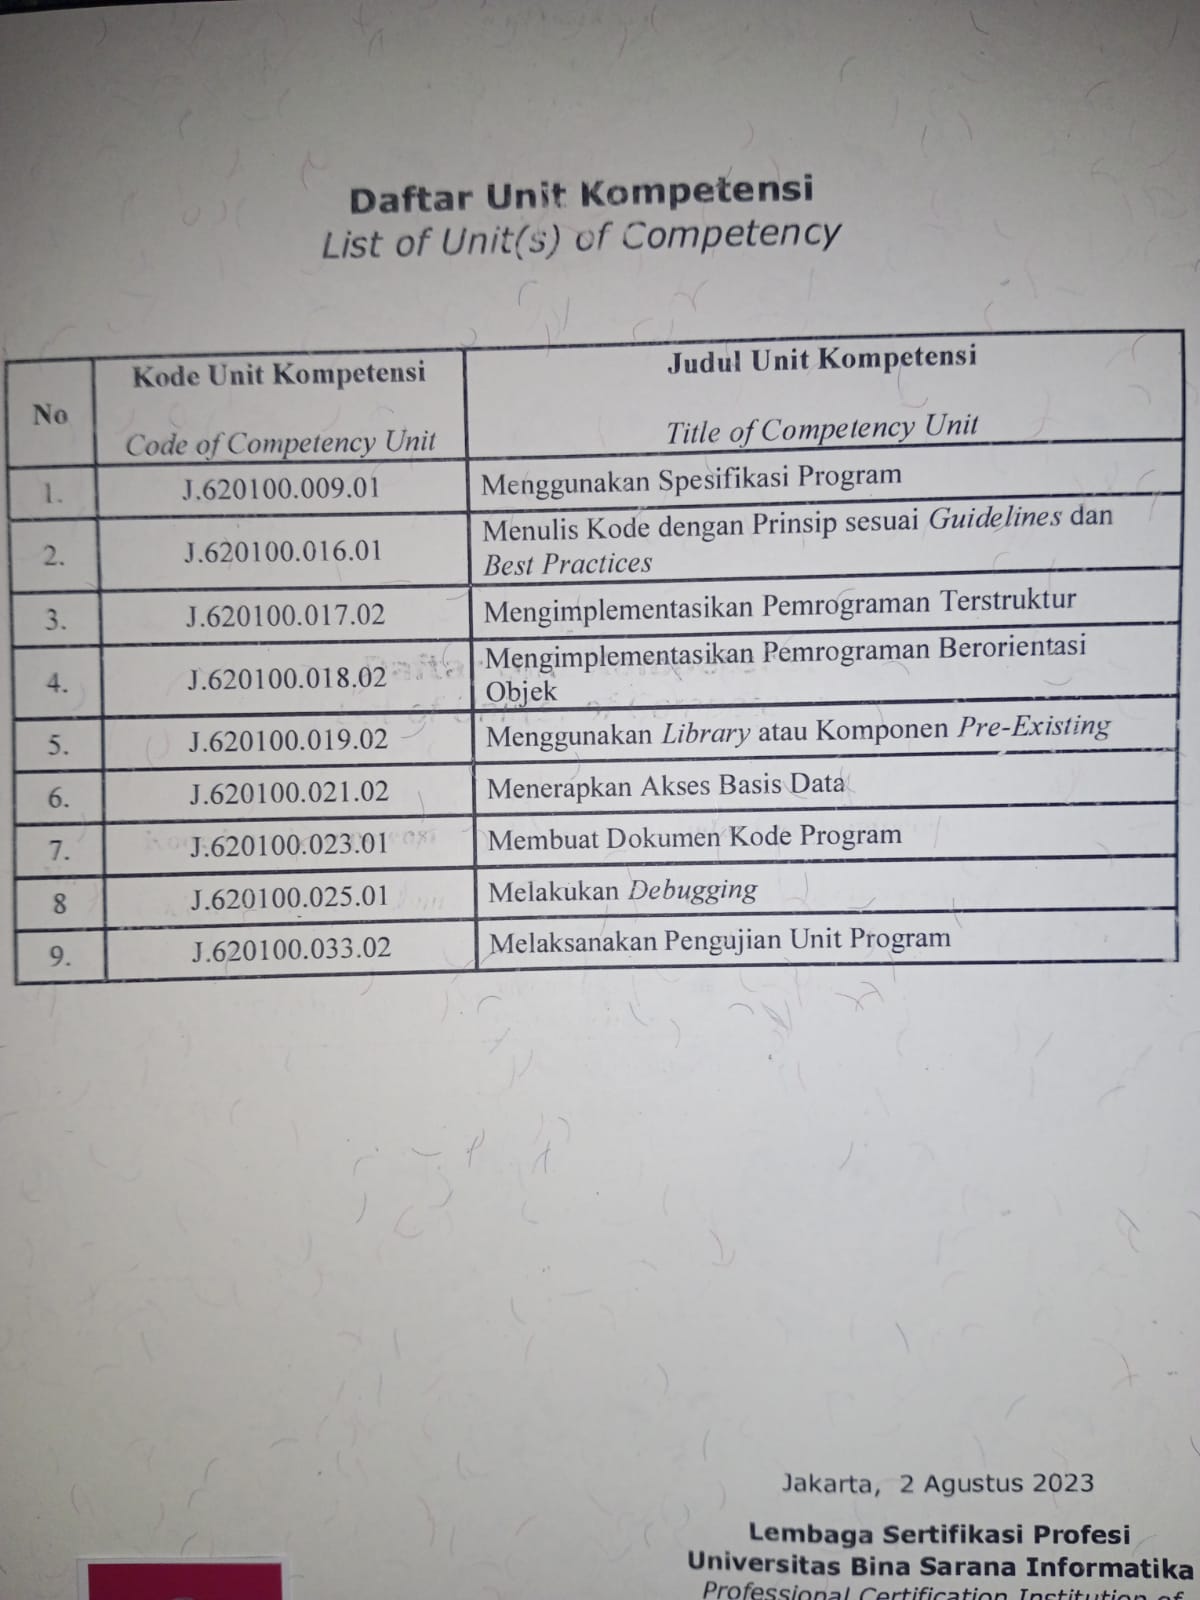 Daftar Unit Kompetensi
List of Unit(s) of Competency
No
Kode Unit Kompetensi
Code of Competency Unit
Judul Unit Kompetensi
Title of Competency Unit
1. J.620100.009.01 Menggunakan Spesifikasi Program
2. J.620100.016.01 Menulis Kode dengan Prinsip sesuai Guidelines dan
Best Practices
3. J.620100.017.02 Mengimplementasikan Pemrograman Terstruktur
4. J.620100.018.02 Mengimplementasikan Pemrograman Berorientasi
Objek
5. J.620100.019.02 Menggunakan Library atau Komponen Pre-Existing
6. J.620100.021.02 Menerapkan Akses Basis Data
7. J.620100.023.01 Membuat Dokumen Kode Program
8 J.620100.025.01 Melakukan Debugging
9. J.620100.033.02 Melaksanakan Pengujian Unit Program
Jakarta, 2 Agustus 2023
Lembaga Sertifikasi Profesi
Universitas Bina Sarana Informatika
Professional Certification Institution of